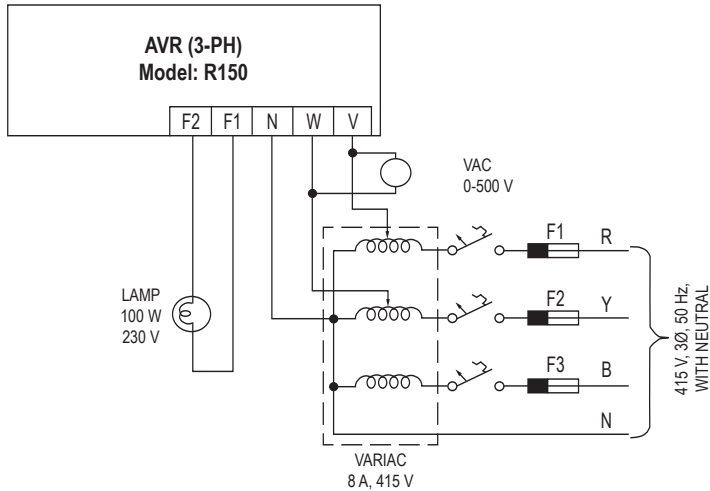 AVR (3-PH)
Model: R150
F2 F1 N W V
VAC
0-500 V
F1
R
F2
Y
F3
B
N
LAMP
100 W
230 V
415 V, 3Ø, 50 Hz,
WITH NEUTRAL
VARIAC
8 A, 415 V